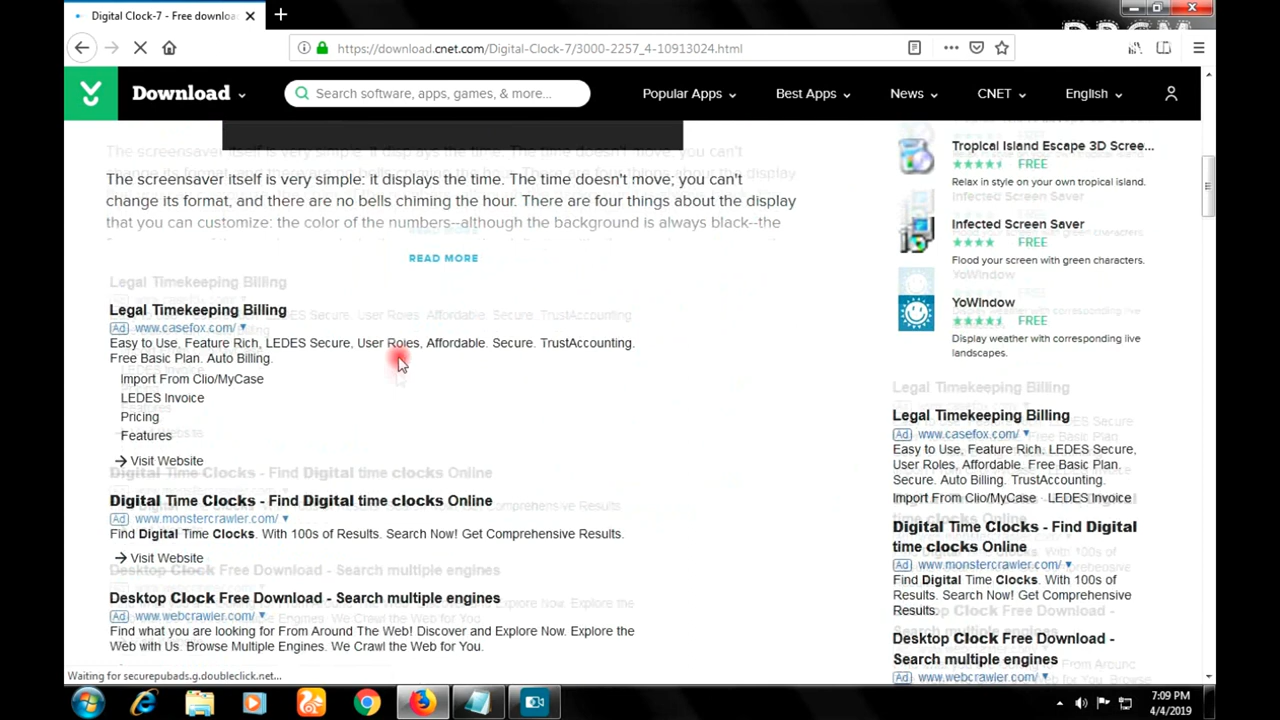 Digital Clock-7 - Free downloa
https://download.cnet.com/Digital-Clock-7/3000-2257_4-10913024.html
Download
Search software, apps, games, & more...
Popular Apps
Best Apps
News
CNET
English
The screensaver itself is very simple: it displays the time. The time doesn't move; you can't
change its format, and there are no bells chiming the hour. There are four things about the display
that you can customize: the color of the numbers--although the background is always black--the
READ MORE
Legal Timekeeping Billing
Ad www.casefox.com/
Easy to Use, Feature Rich, LEDES Secure, User Roles, Affordable. Secure. TrustAccounting.
Free Basic Plan. Auto Billing.
Import From Clio/MyCase
LEDES Invoice
Pricing
Features
Visit Website
Digital Time Clocks - Find Digital time clocks Online
Ad www.monstercrawler.com/
Find Digital Time Clocks. With 100s of Results. Search Now! Get Comprehensive Results.
Visit Website
Desktop Clock Free Download - Search multiple engines
Ad www.webcrawler.com/
Find what you are looking for From Around The Web! Discover and Explore Now. Explore the
Web with Us. Browse Multiple Engines. We Crawl the Web for You.
Tropical Island Escape 3D Scree...
FREE
Relax in style on your own tropical island.
Infected Screen Saver
FREE
Flood your screen with green characters.
YoWindow
FREE
Display weather with corresponding living
landscapes.
Legal Timekeeping Billing
Ad www.casefox.com/
Easy to Use, Feature Rich, LEDES Secure,
User Roles, Affordable. Free Basic Plan.
Secure. Auto Billing. TrustAccounting.
Import From Clio/MyCase LEDES Invoice
Digital Time Clocks - Find Digital
time clocks Online
Ad www.monstercrawler.com/
Find Digital Time Clocks. With 100s of
Results. Search Now! Get Comprehensive
Results.
Desktop Clock Free Download -
Search multiple engines
Ad www.webcrawler.com/
Waiting for securepubads.g.doubleclick.net...
7:09 PM
4/4/2019